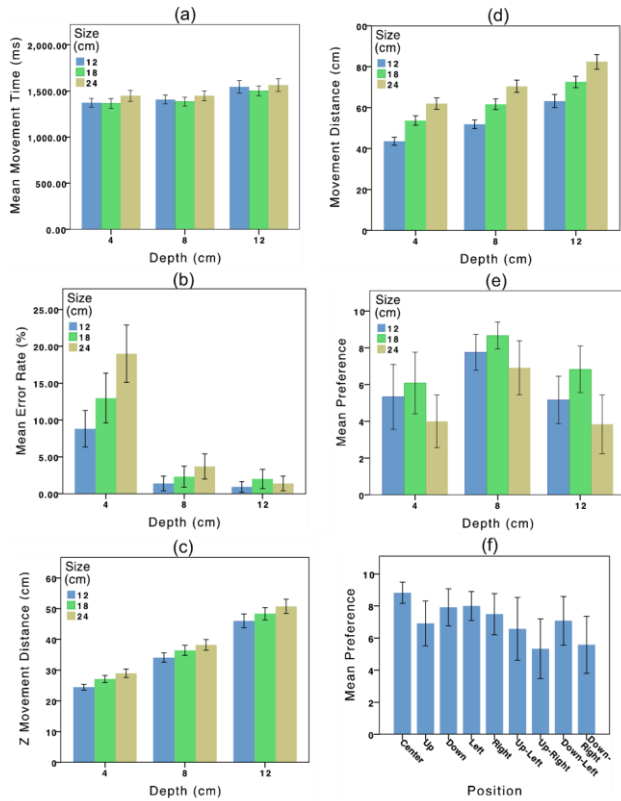 (a)
Size
(cm)
12
18
24
Mean Movement Time (ms)
2,000.00
1,500.00
1,000.00
500.00
0.00
4
8
12
Depth (cm)
(d)
Size
(cm)
12
18
24
Movement Distance (cm)
00
80
60
40
20
0
4
8
12
Depth (cm)
(b)
Size
(cm)
12
18
24
Mean Error Rate (%)
25.00
20.00
15.00
10.00
5.00
0.00
4
8
12
Depth (cm)
(e)
Size
(cm)
12
18
24
Mean Preference
10
8
6
4
2
0
4
8
12
Depth (cm)
(c)
Size
(cm)
12
18
24
Z Movement Distance (cm)
60
50
40
30
20
10
0
4
8
12
Depth (cm)
(f)
Mean Preference
10
8
6
4
2
0
Center
Up
Down
Left
Right
Up-Left
Up-Right
Down-Left
Down-
Right
Position